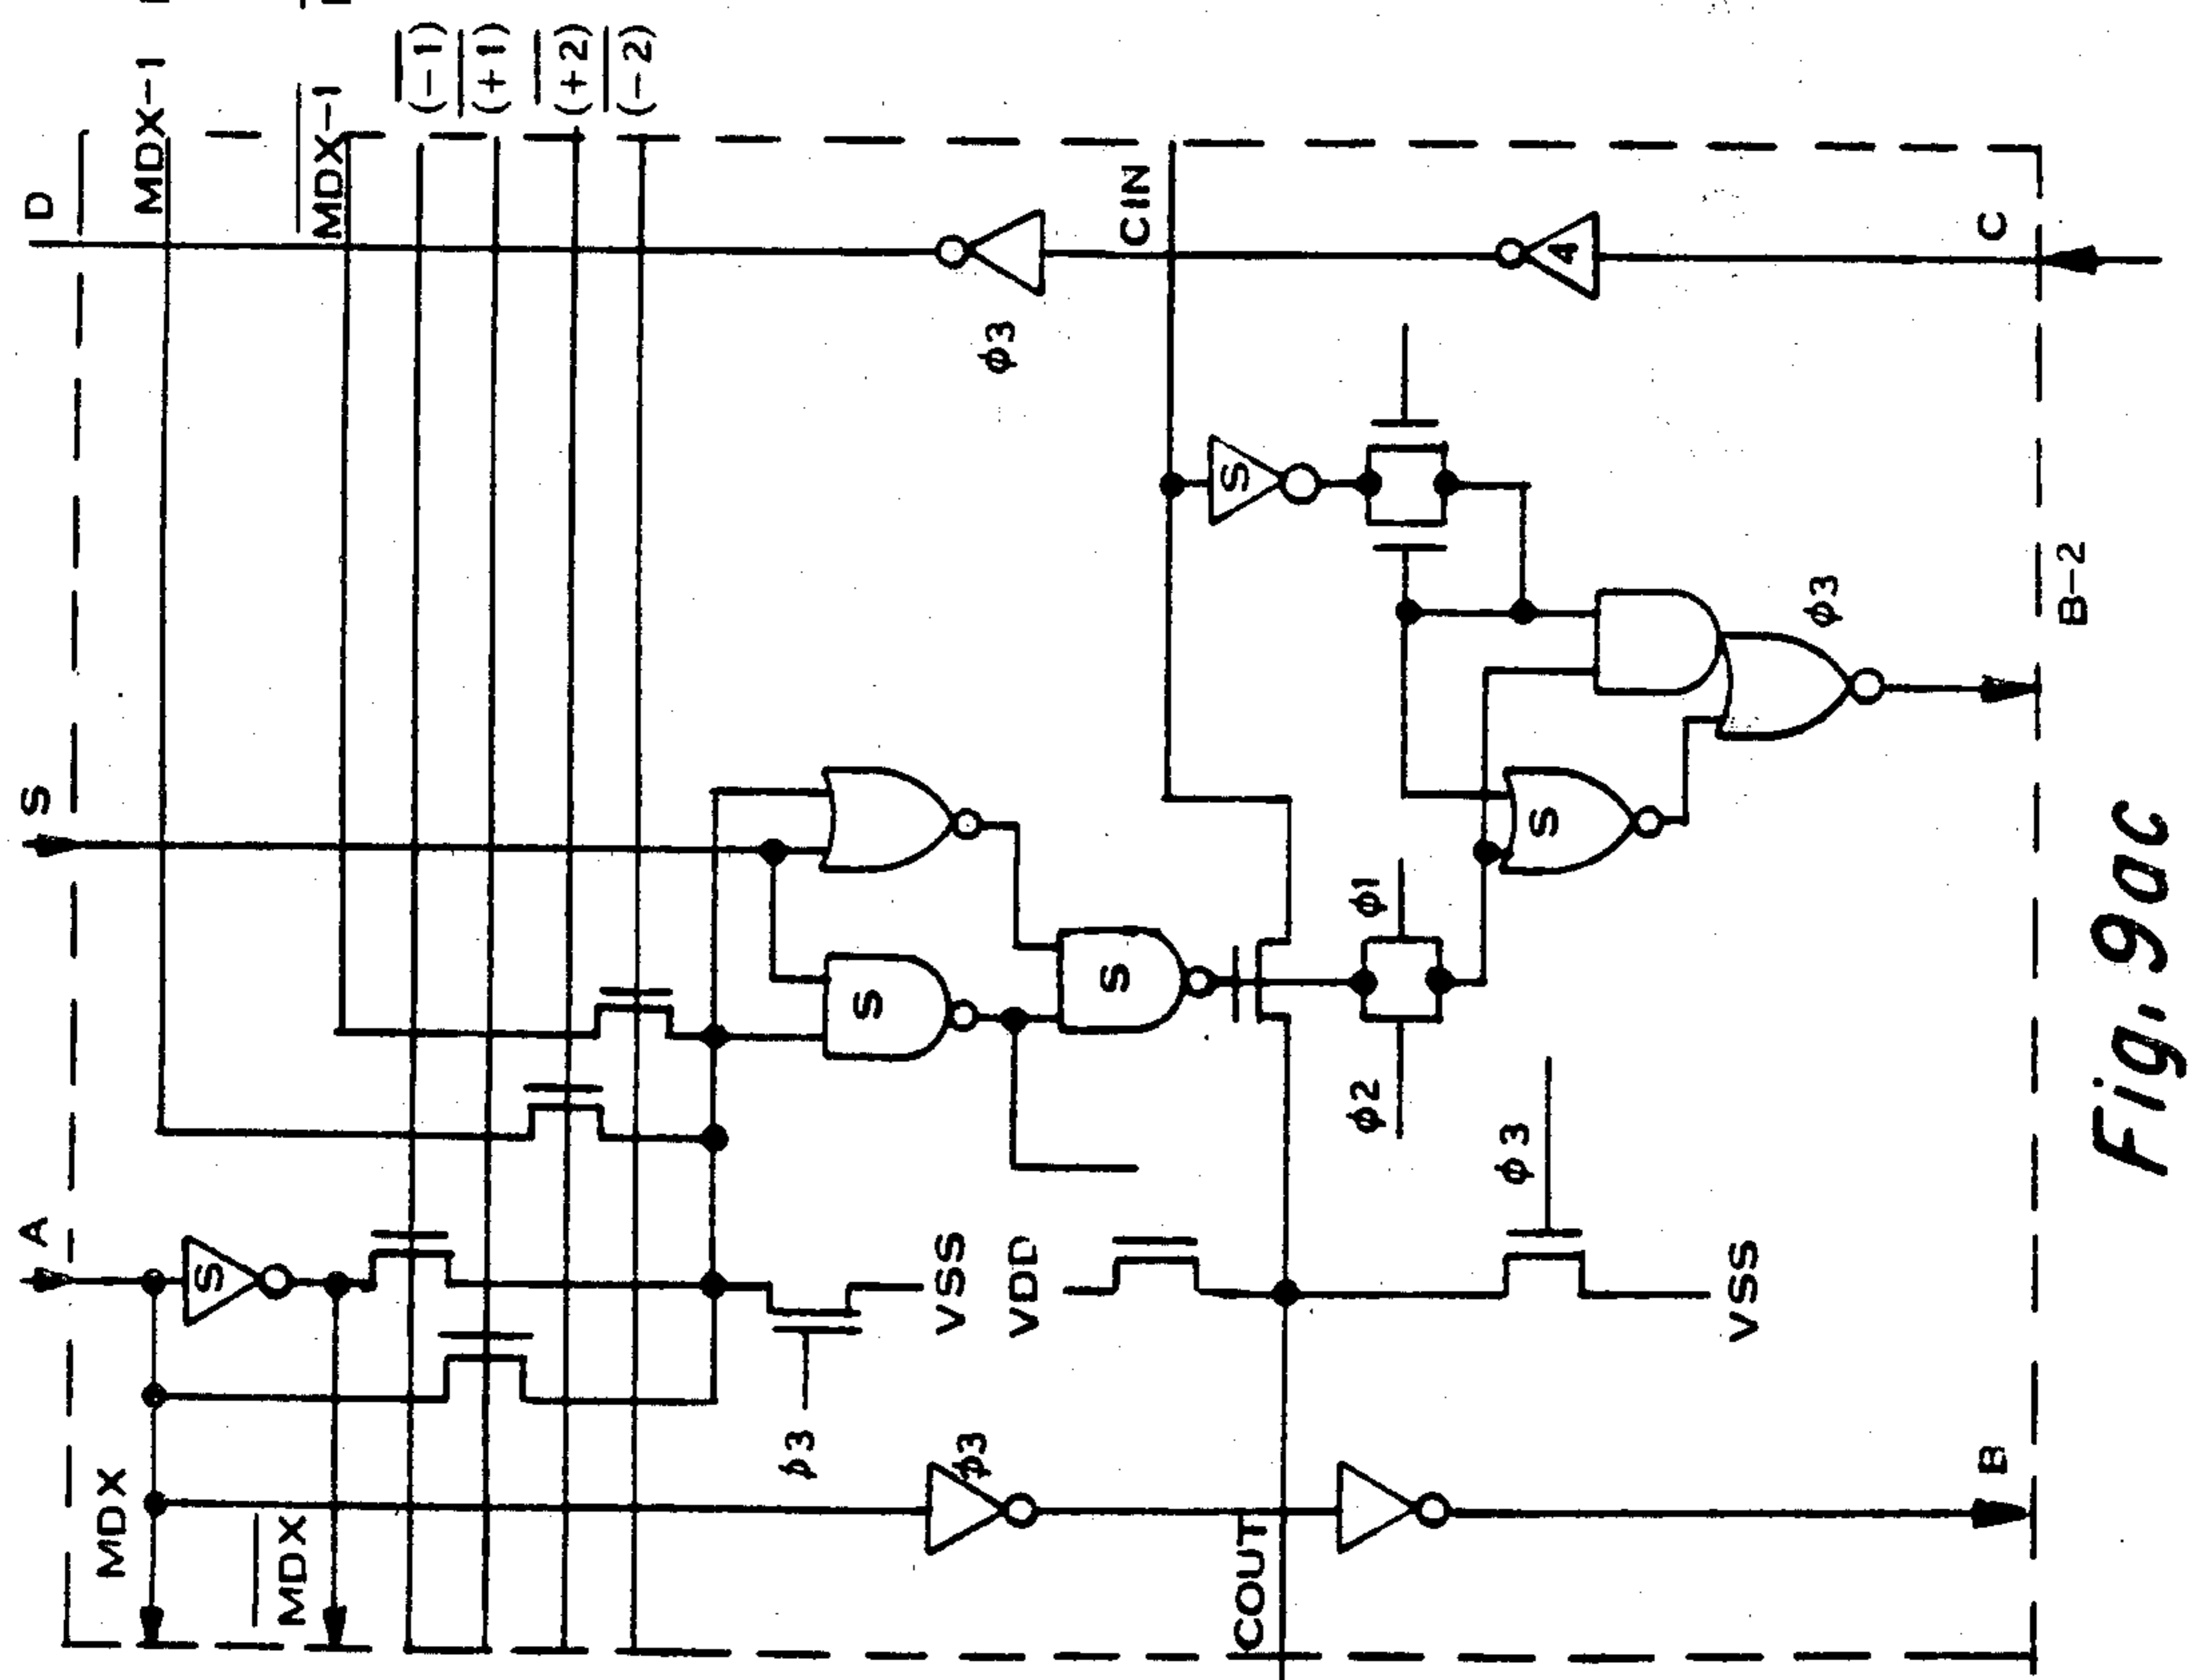 D
MDX-1
MDX-1
(-1)
(+1)
(+2)
(-2)
S
A
MDX
MDX
S
ϕ3
CIN
A
C
S
S
S
S
ϕ1
ϕ2
ϕ3
ϕ3
VSS
VDD
VSS
ϕ3
ϕ3
COUT
B
B-2
Fig. 9ac